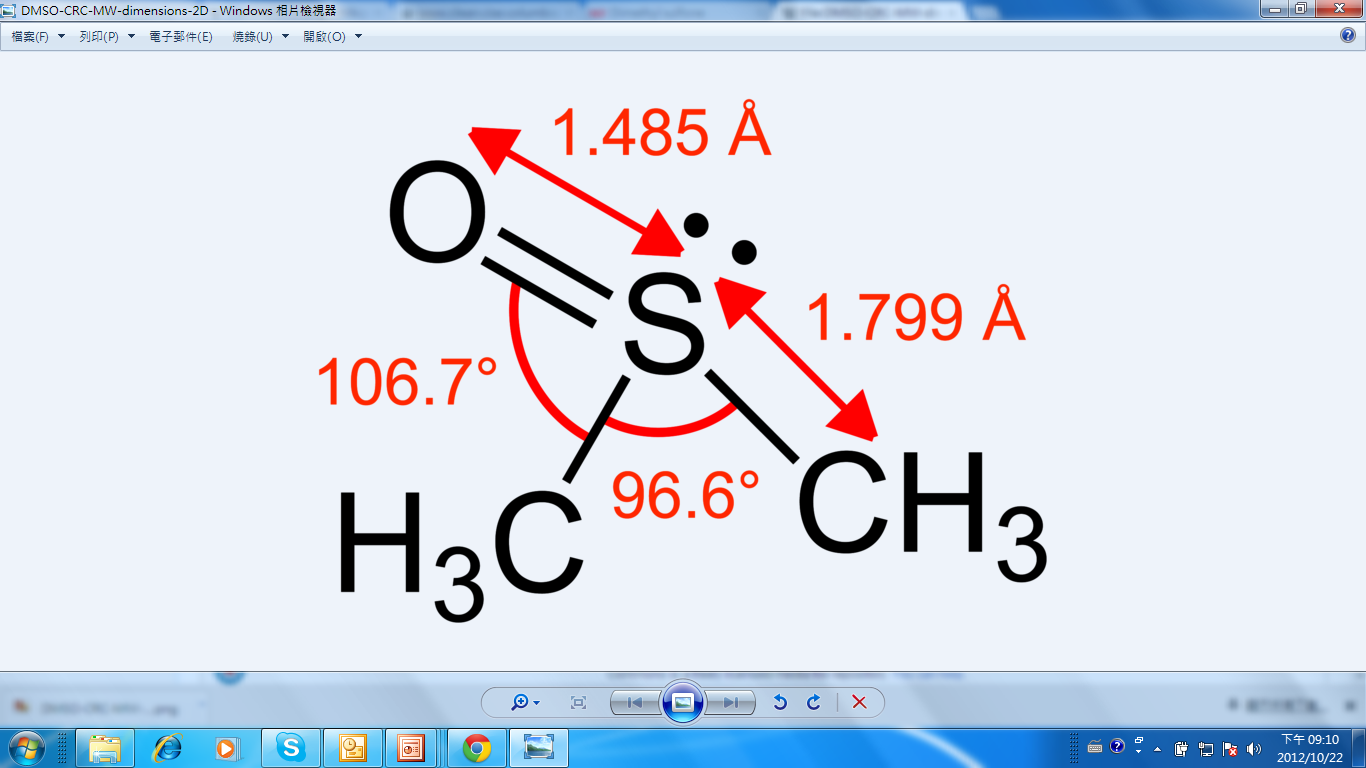 DMSO-CRC-MW-dimensions-2D - Windows 相片檢視器
檔案(F) 列印(P) 電子郵件(E) 燒錄(U) 開啟(O)
1.485 Å
O
S
1.799 Å
106.7°
96.6°
H3C
CH3
下午 09:10
2012/10/22